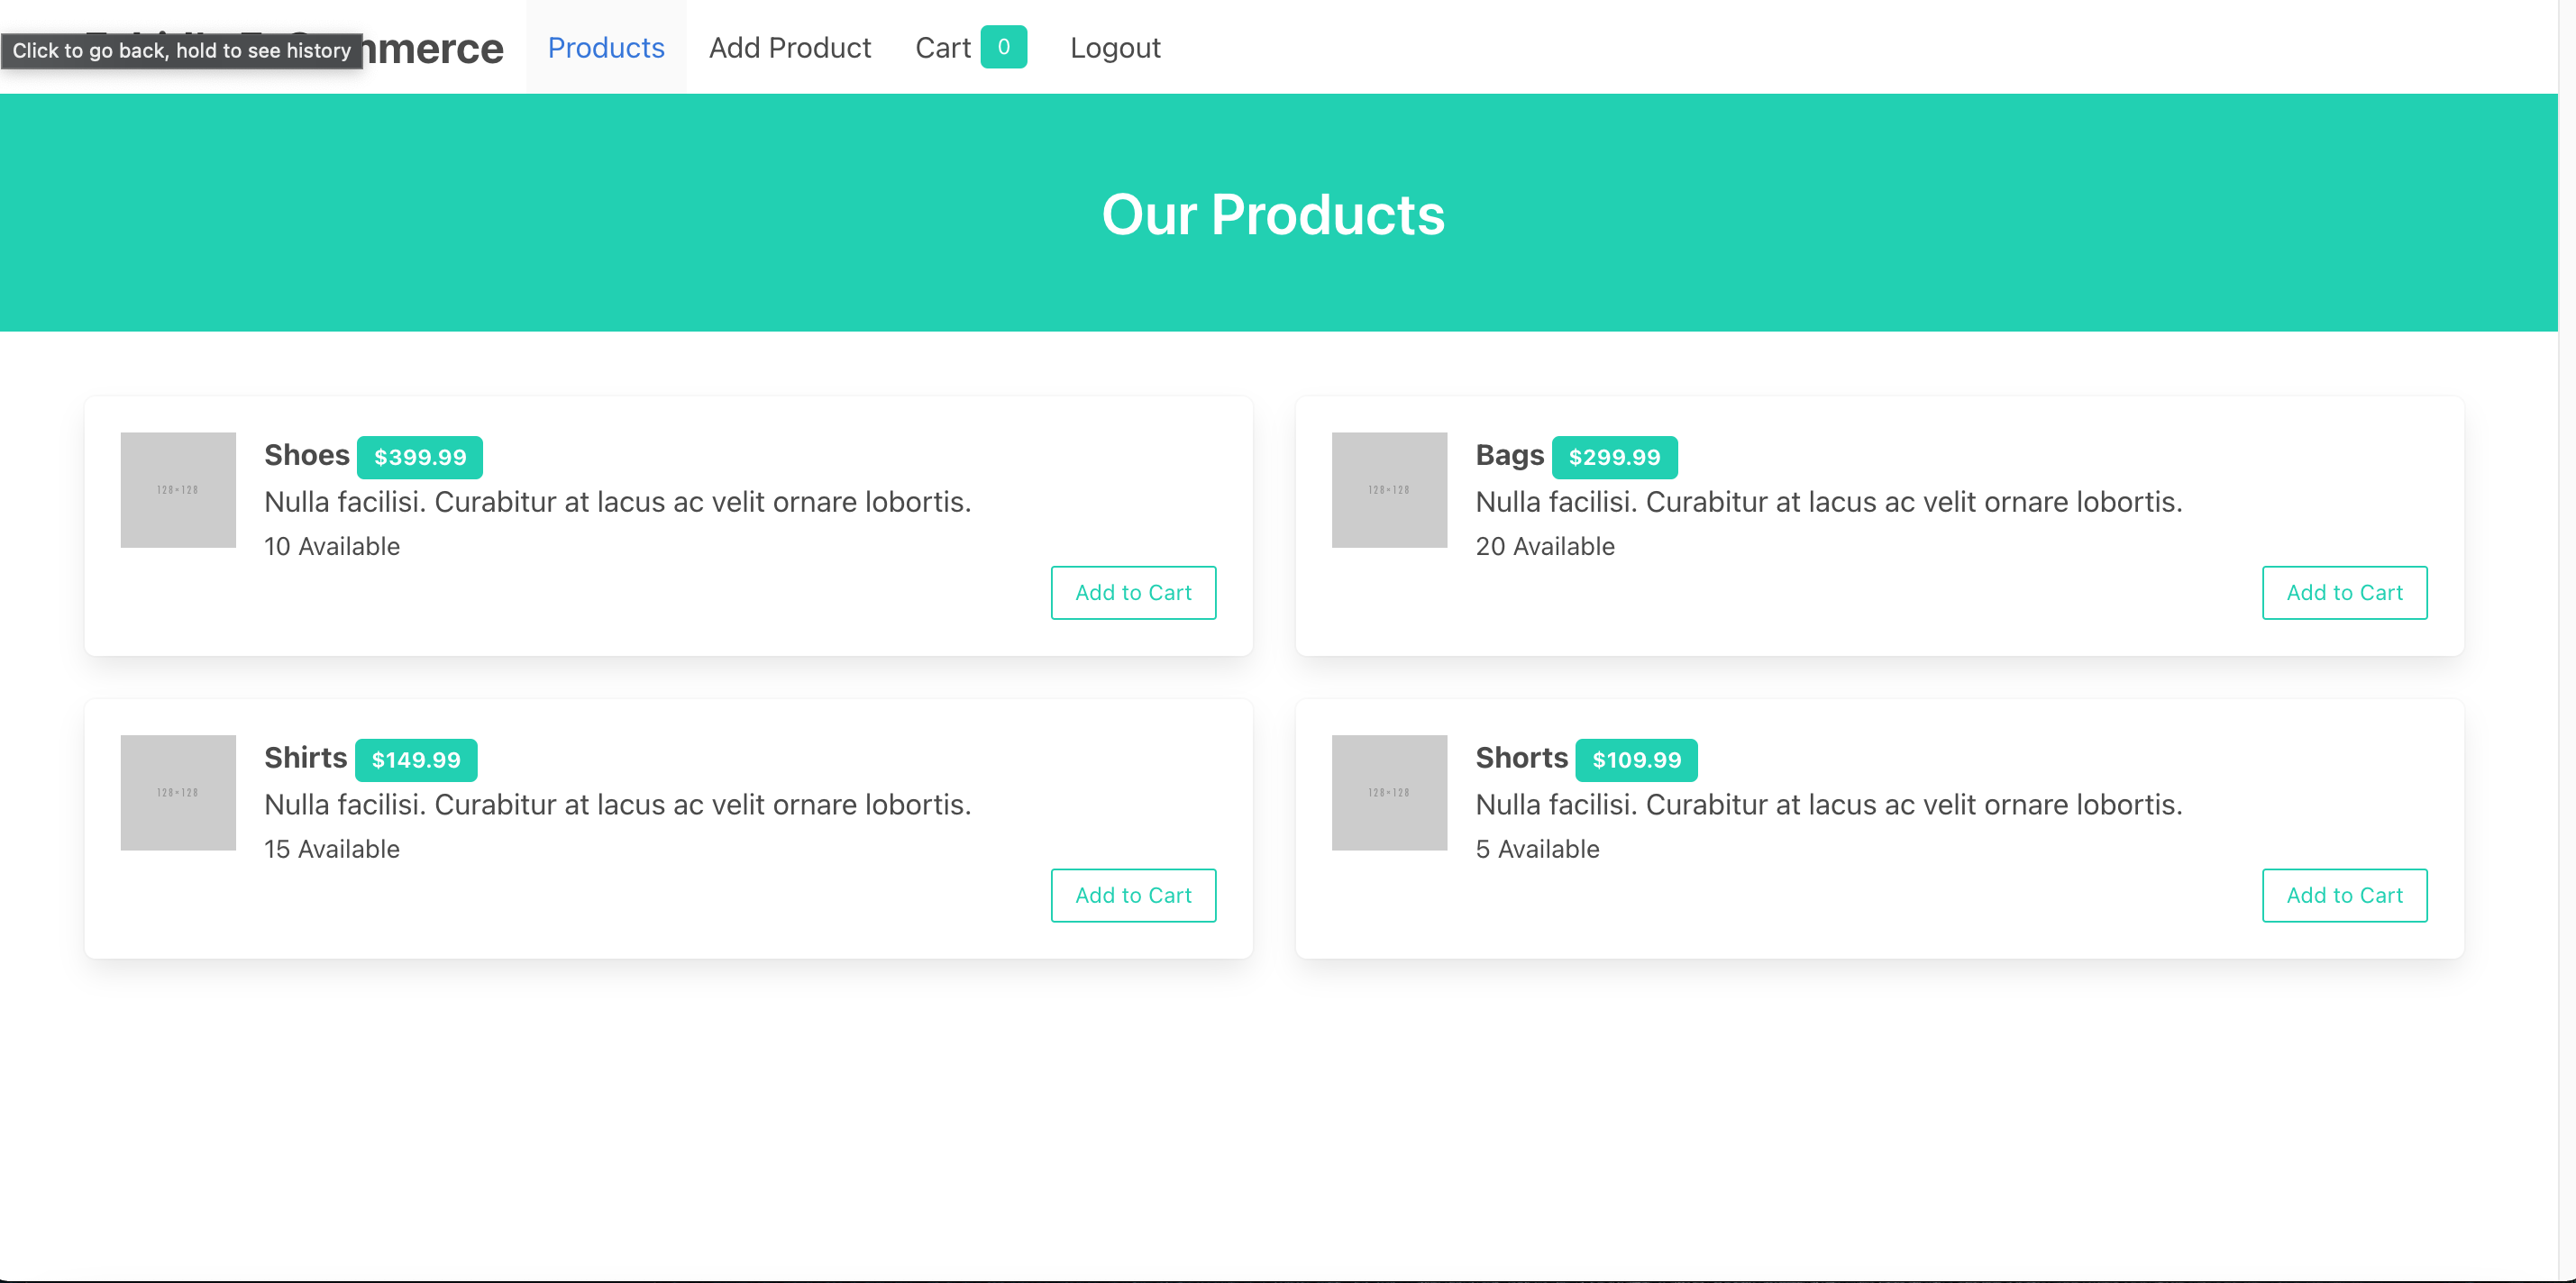 Click to go back, hold to see history
Products Add Product Cart 0 Logout
Our Products
Shoes $399.99
Nulla facilisi. Curabitur at lacus ac velit ornare lobortis.
10 Available
Add to Cart
Bags $299.99
Nulla facilisi. Curabitur at lacus ac velit ornare lobortis.
20 Available
Add to Cart
Shirts $149.99
Nulla facilisi. Curabitur at lacus ac velit ornare lobortis.
15 Available
Add to Cart
Shorts $109.99
Nulla facilisi. Curabitur at lacus ac velit ornare lobortis.
5 Available
Add to Cart
128×128
128×128
128×128
128×128